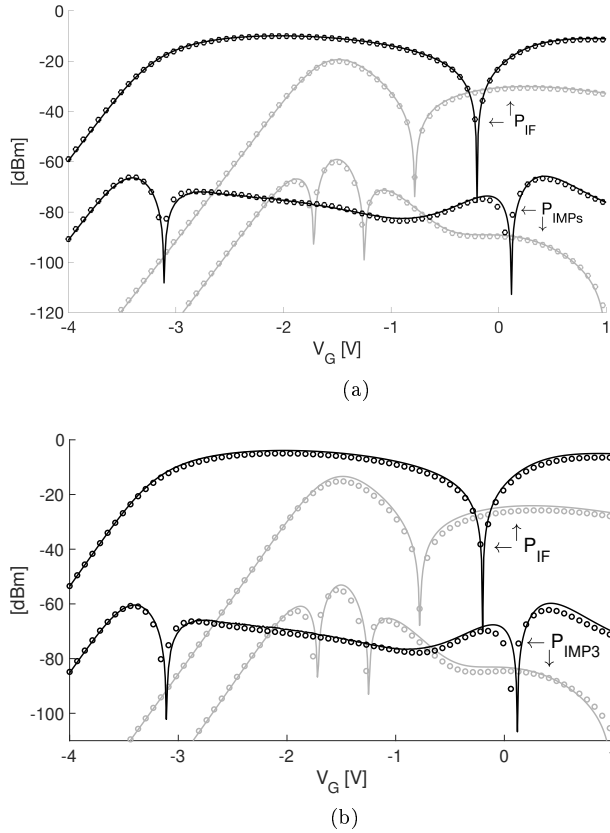 0
-20
-40
-60
-80
-100
-120
[dBm]
↑
← P_IF
← P_IMPs
↓
-4 -3 -2 -1 0 1
V_G [V]
(a)
0
-20
-40
-60
-80
-100
[dBm]
↑
← P_IF
← P_IMP3
↓
-4 -3 -2 -1 0 1
V_G [V]
(b)